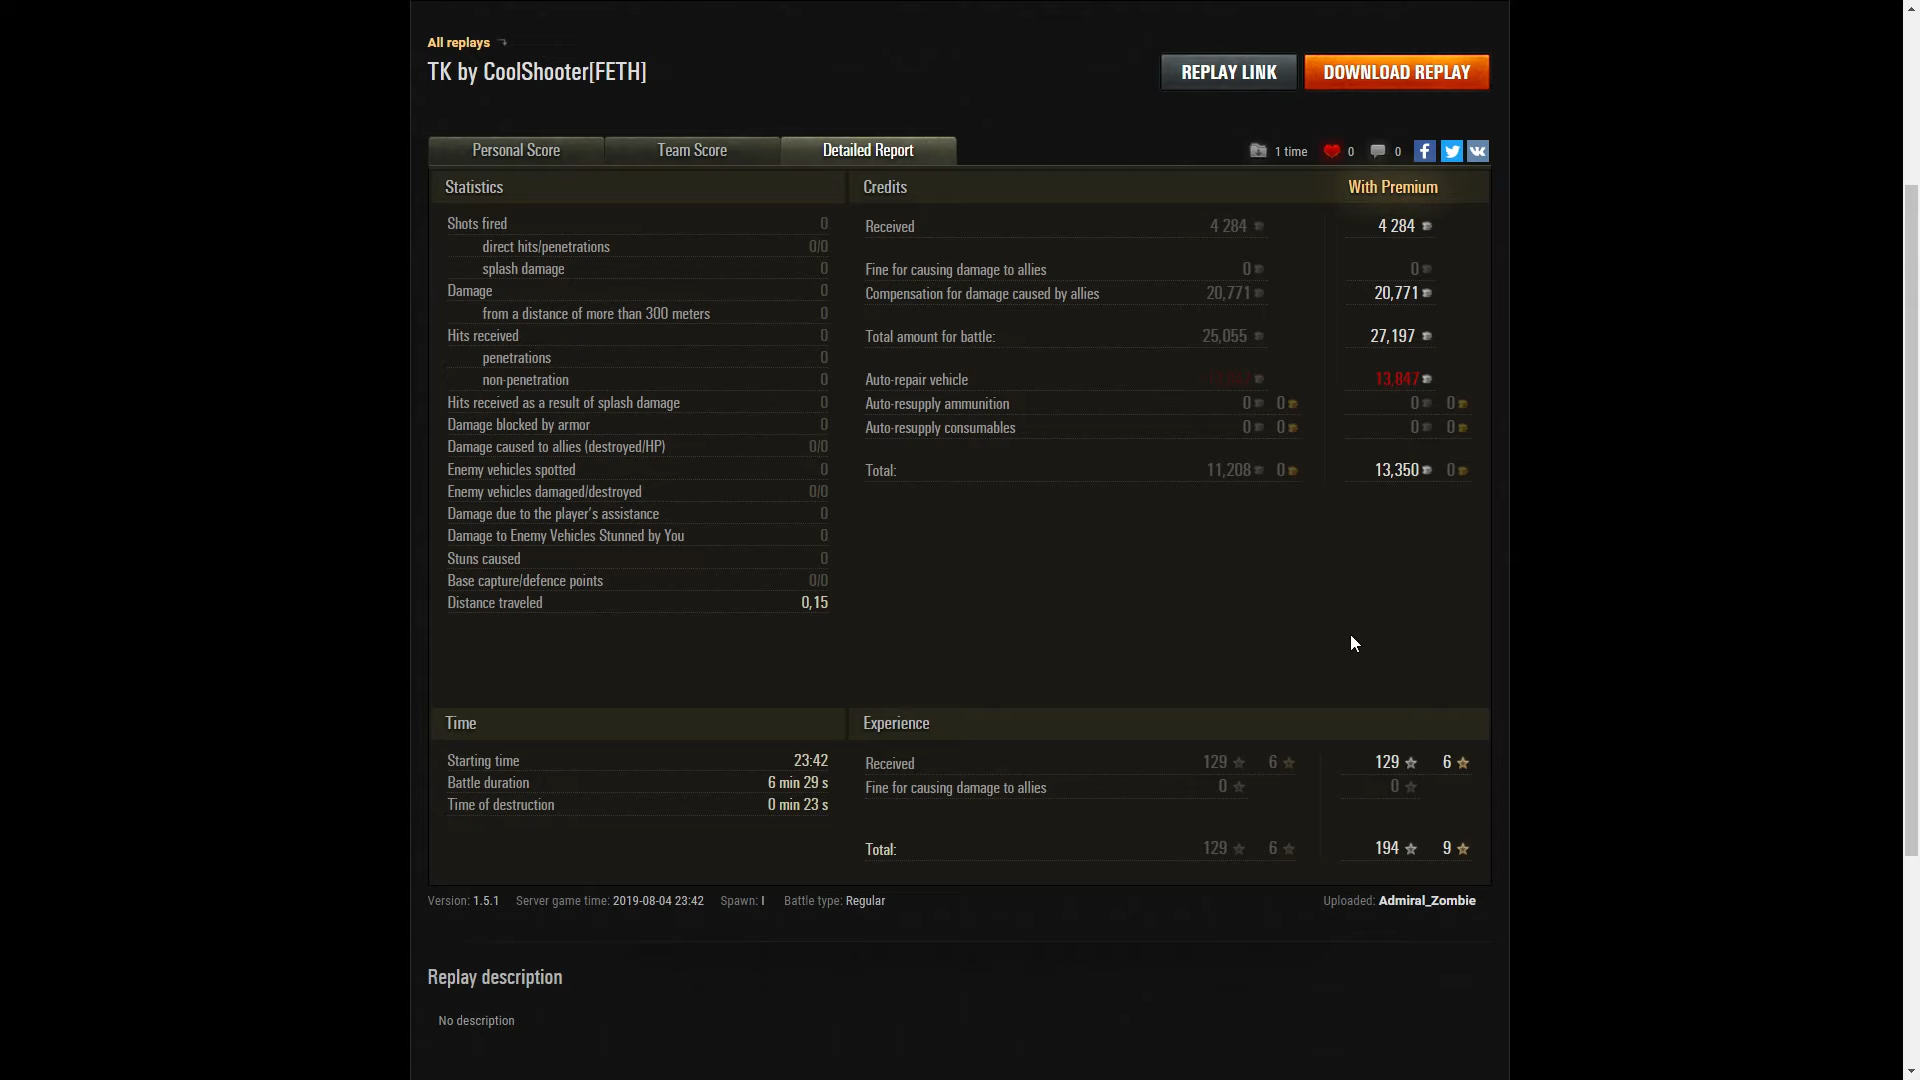 All replays
TK by CoolShooter[FETH]
REPLAY LINK
DOWNLOAD REPLAY
Personal Score
Team Score
Detailed Report
1 time
0
0
Statistics
Shots fired 0
direct hits/penetrations 0/0
splash damage 0
Damage 0
from a distance of more than 300 meters 0
Hits received 0
penetrations 0
non-penetration 0
Hits received as a result of splash damage 0
Damage blocked by armor 0
Damage caused to allies (destroyed/HP) 0/0
Enemy vehicles spotted 0
Enemy vehicles damaged/destroyed 0/0
Damage due to the player's assistance 0
Damage to Enemy Vehicles Stunned by You 0
Stuns caused 0
Base capture/defence points 0/0
Distance traveled 0,15
Credits With Premium
Received 4 284 4 284
Fine for causing damage to allies 0 0
Compensation for damage caused by allies 20,771 20,771
Total amount for battle: 25,055 27,197
Auto-repair vehicle 13,847
Auto-resupply ammunition 0 0 0 0
Auto-resupply consumables 0 0 0 0
Total: 11,208 0 13,350 0
Time
Starting time 23:42
Battle duration 6 min 29 s
Time of destruction 0 min 23 s
Experience
Received 129 6 129 6
Fine for causing damage to allies 0 0
Total: 129 6 194 9
Version: 1.5.1 Server game time: 2019-08-04 23:42 Spawn: I Battle type: Regular
Uploaded: Admiral_Zombie
Replay description
No description